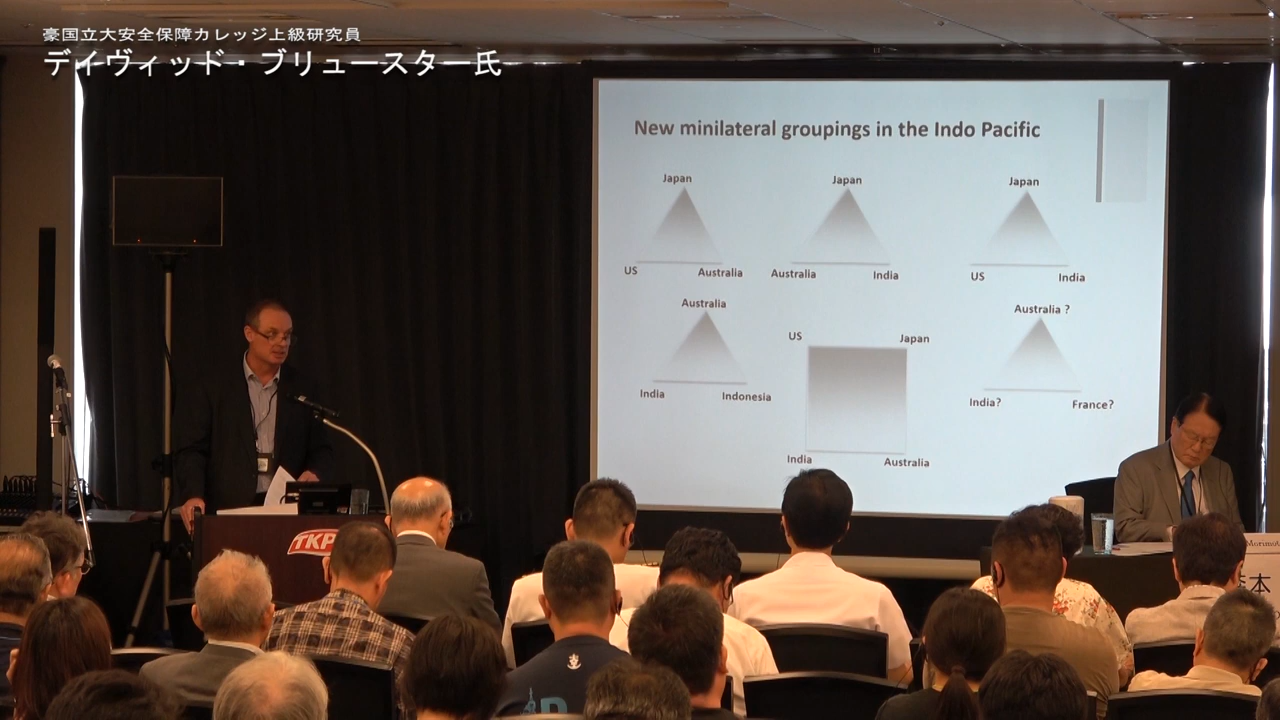 豪国立大安全保障カレッジ上級研究員
デイヴィッド・ブリュースター氏
New minilateral groupings in the Indo Pacific
Japan
US
Australia
Japan
Australia
India
Japan
US
India
Australia
India
Indonesia
US
Japan
India
Australia
Australia ?
India?
France?
TKP
本